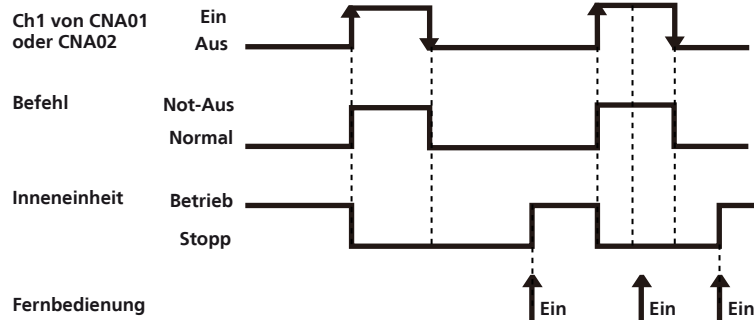 Ch1 von CNA01
oder CNA02
Ein
Aus
Befehl
Not-Aus
Normal
Inneneinheit
Betrieb
Stopp
Fernbedienung
Ein
Ein
Ein